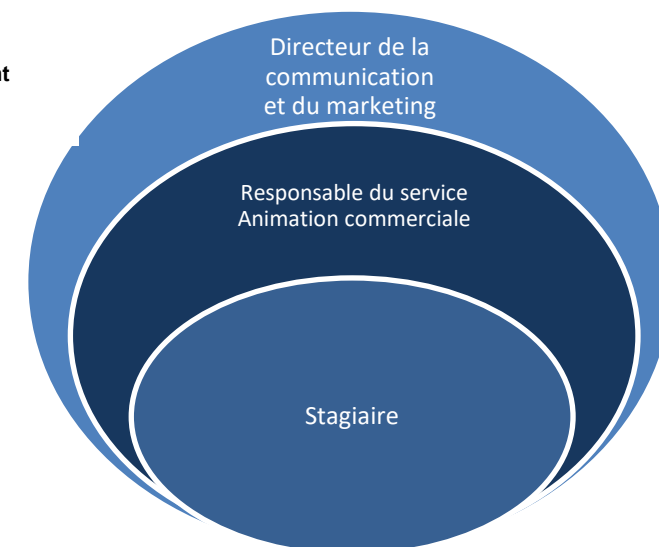 Directeur de la
communication
et du marketing
Responsable du service
Animation commerciale
Stagiaire